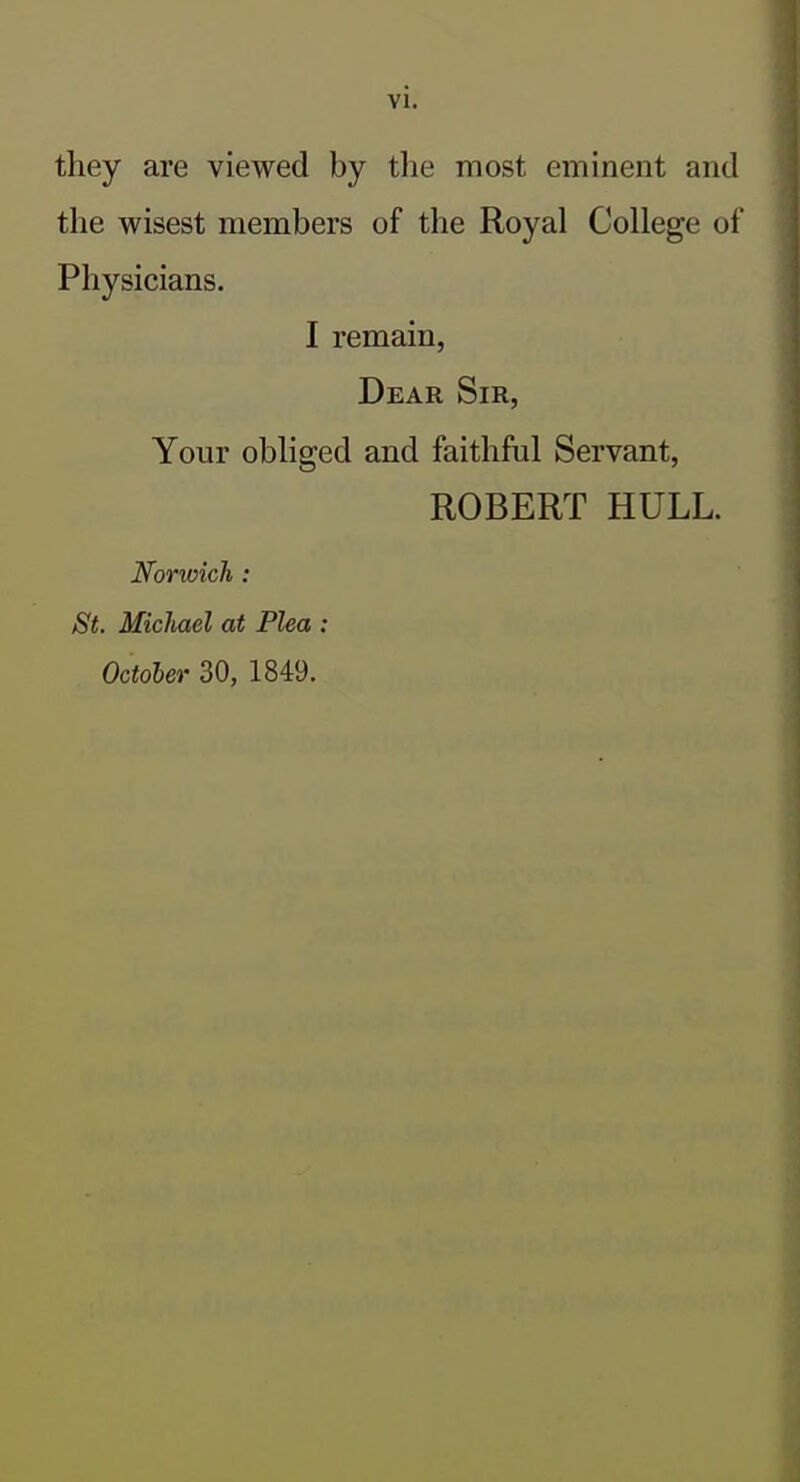 vi.
they are viewed by the most eminent and
the wisest members of the Royal College of
Physicians.
I remain,
Dear Sir,
Your obliged and faithful Servant,
ROBERT HULL.
Norwich :
St. Michael at Plea :
October 30, 1849.